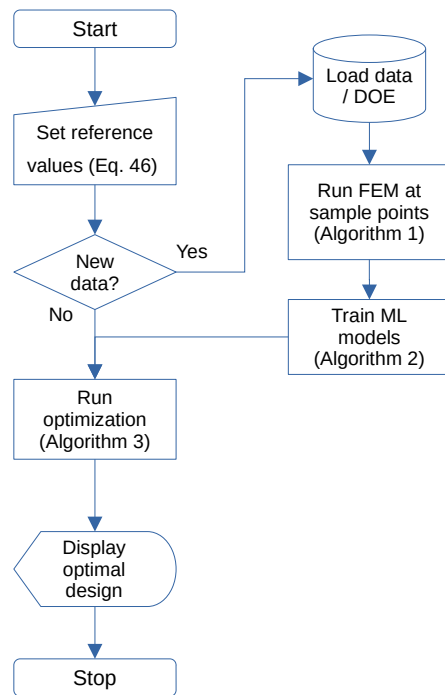 Start
Set reference
values (Eq. 46)
New
data?
Yes
No
Load data
/ DOE
Run FEM at
sample points
(Algorithm 1)
Train ML
models
(Algorithm 2)
Run
optimization
(Algorithm 3)
Display
optimal
design
Stop